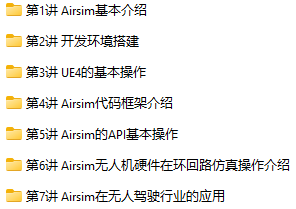 第1讲 Airsim基本介绍
第2讲 开发环境搭建
第3讲 UE4的基本操作
第4讲 Airsim代码框架介绍
第5讲 Airsim的API基本操作
第6讲 Airsim无人机硬件在环回路仿真操作介绍
第7讲 Airsim在无人驾驶行业的应用